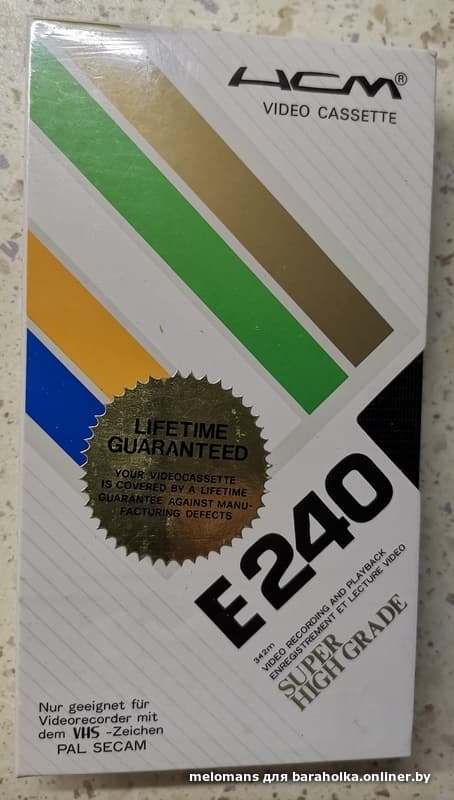 HCM®
VIDEO CASSETTE
LIFETIME
GUARANTEED
YOUR VIDEOCASSETTE
IS COVERED BY A LIFETIME
GUARANTEE AGAINST MANU-
FACTURING DEFECTS
E240
342m
VIDEO RECORDING AND PLAYBACK
ENREGISTREMENT ET LECTURE VIDEO
SUPER
HIGH GRADE
Nur geeignet für
Videorecorder mit
dem VHS -Zeichen
PAL SECAM
melomans для baraholka.onliner.by